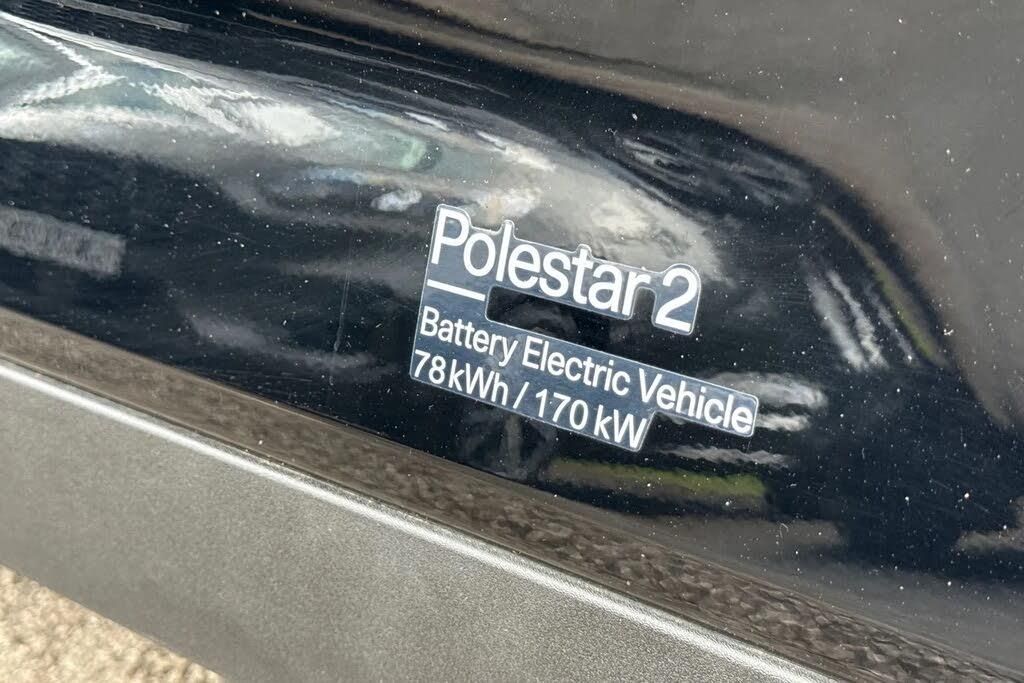 Polestar 2
Battery Electric Vehicle
78 kWh / 170 kW